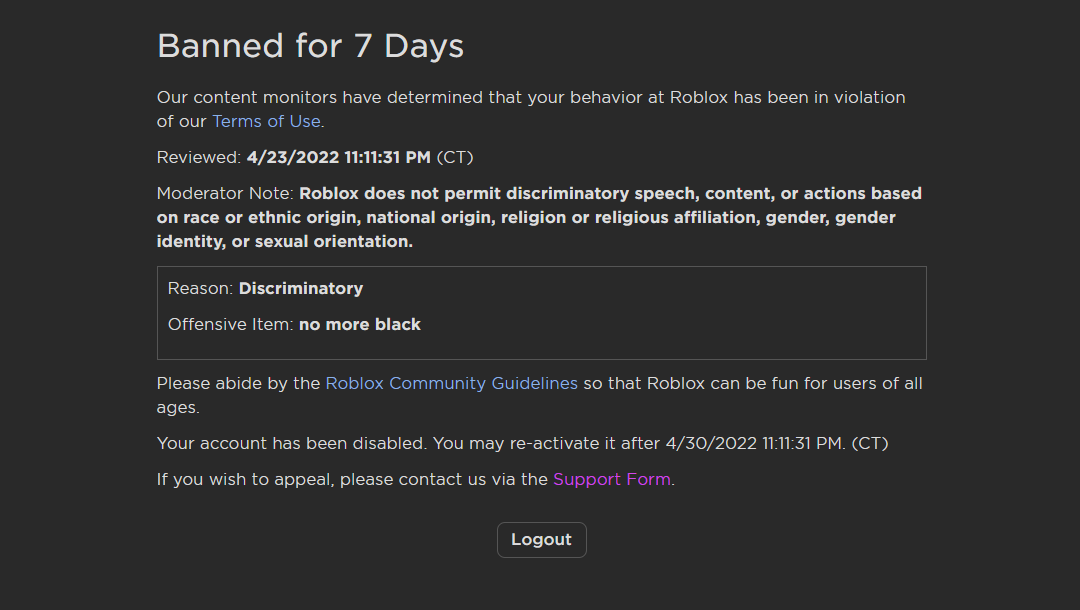 Banned for 7 Days
Our content monitors have determined that your behavior at Roblox has been in violation
of our Terms of Use.
Reviewed: 4/23/2022 11:11:31 PM (CT)
Moderator Note: Roblox does not permit discriminatory speech, content, or actions based
on race or ethnic origin, national origin, religion or religious affiliation, gender, gender
identity, or sexual orientation.
Reason: Discriminatory
Offensive Item: no more black
Please abide by the Roblox Community Guidelines so that Roblox can be fun for users of all
ages.
Your account has been disabled. You may re-activate it after 4/30/2022 11:11:31 PM. (CT)
If you wish to appeal, please contact us via the Support Form.
Logout